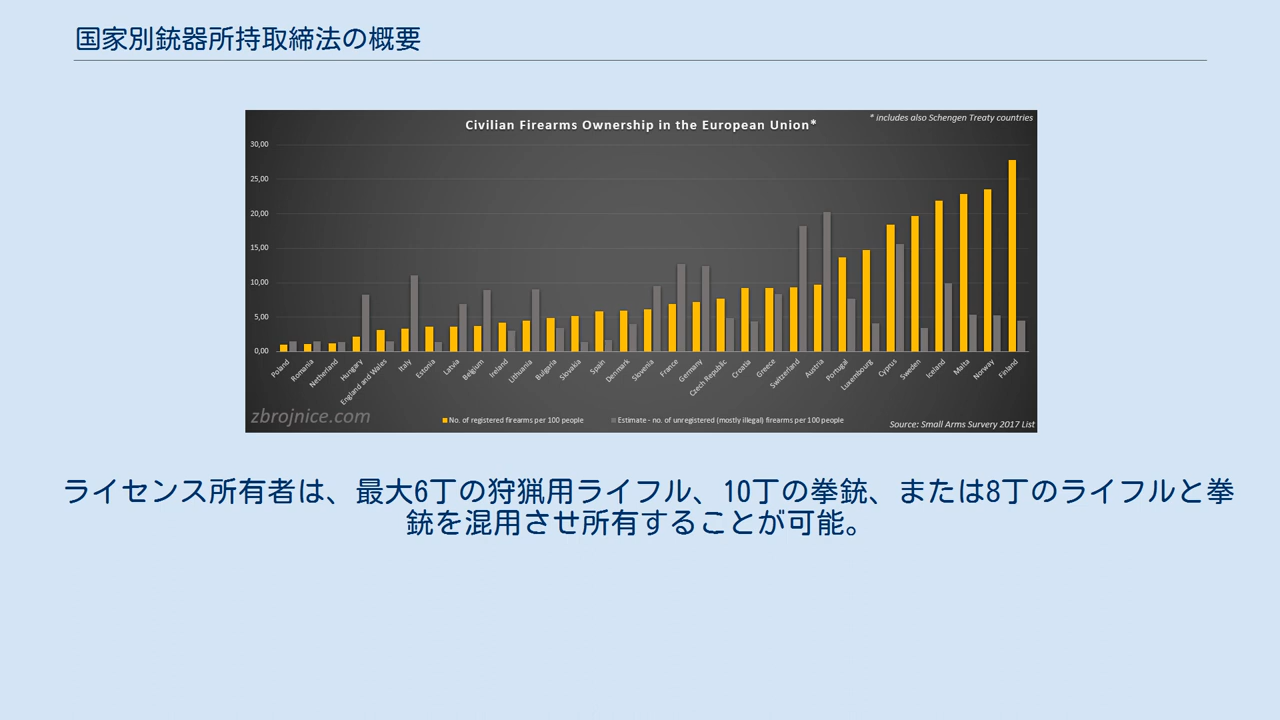 国家別銃器所持取締法の概要
Civilian Firearms Ownership in the European Union*
* includes also Schengen Treaty countries
30,00
25,00
20,00
15,00
10,00
5,00
0,00
Poland
Romania
Netherland
Hungary
England and Wales
Italy
Estonia
Latvia
Belgium
Ireland
Lithuania
Bulgaria
Slovakia
Spain
Denmark
Slovenia
France
Germany
Czech Republic
Croatia
Greece
Switzerland
Austria
Portugal
Luxembourg
Cyprus
Sweden
Iceland
Malta
Norway
Finland
zbrojnice.com
No. of registered firearms per 100 people
Estimate - no. of unregistered (mostly illegal) firearms per 100 people
Source: Small Arms Survery 2017 List
ライセンス所有者は、最大6丁の狩猟用ライフル、10丁の拳銃、または8丁のライフルと拳
銃を混用させ所有することが可能。